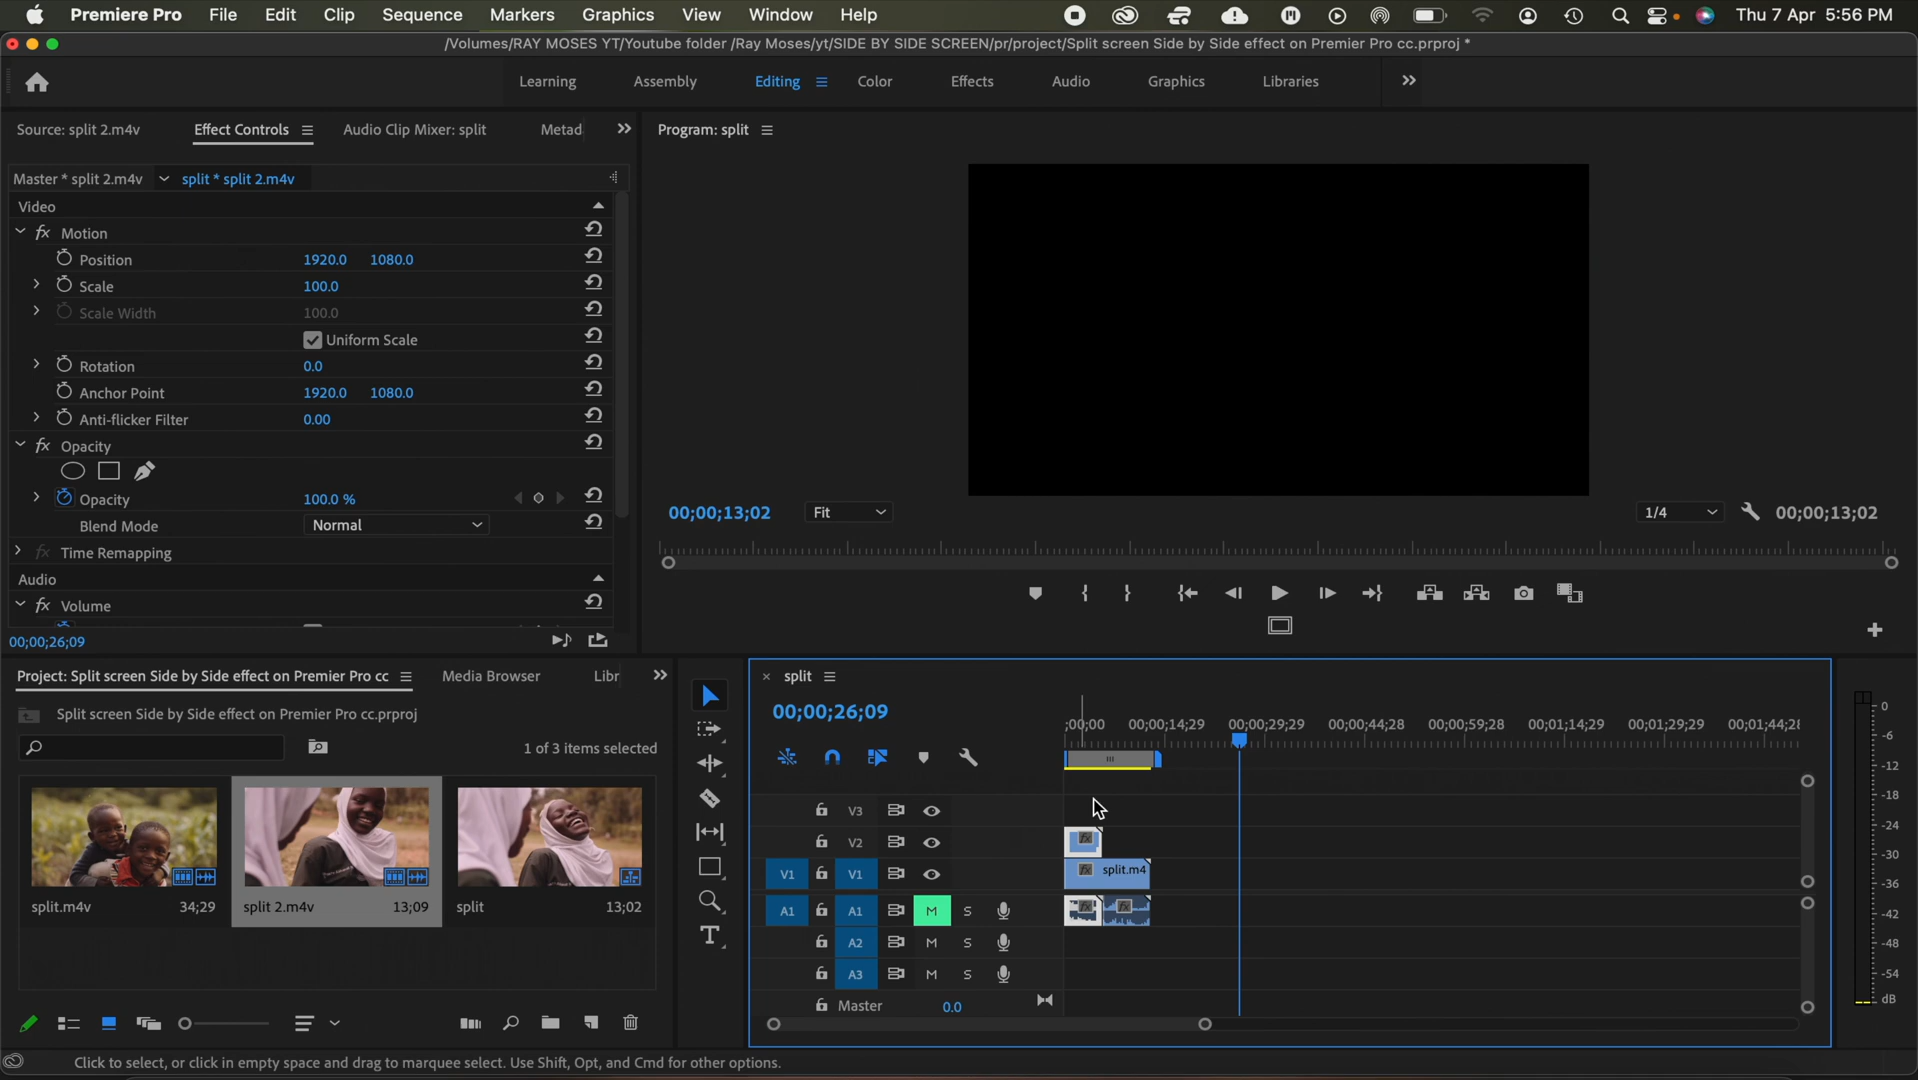 Premiere Pro File Edit Clip Sequence Markers Graphics View Window Help Thu 7 Apr 5:56 PM
/Volumes/RAY MOSES YT/Youtube folder /Ray Moses/yt/SIDE BY SIDE SCREEN/pr/project/Split screen Side by Side effect on Premier Pro cc.prproj *
Learning Assembly Editing Color Effects Audio Graphics Libraries
Source: split 2.m4v Effect Controls Audio Clip Mixer: split Metad
Program: split
Master * split 2.m4v split * split 2.m4v
Video
fx Motion
Position 1920.0 1080.0
Scale 100.0
Scale Width 100.0
Uniform Scale
Rotation 0.0
Anchor Point 1920.0 1080.0
Anti-flicker Filter 0.00
fx Opacity
Opacity 100.0 %
Blend Mode Normal
fx Time Remapping
Audio
fx Volume
00;00;26;09
00;00;13;02 Fit 1/4 00;00;13;02
Project: Split screen Side by Side effect on Premier Pro cc Media Browser Libr
Split screen Side by Side effect on Premier Pro cc.prproj
1 of 3 items selected
split.m4v 34;29
split 2.m4v 13;09
split 13;02
× split
00;00;26;09
;00;00 00;00;14;29 00;00;29;29 00;00;44;28 00;00;59;28 00;01;14;29 00;01;29;29 00;01;44;28
V3
V2 fx
V1 V1 fx split.m4
A1 A1 M S fx fx
A2 M S
A3 M S
Master 0.0
0
-6
-12
-18
-24
-30
-36
-42
-48
-54
dB
Click to select, or click in empty space and drag to marquee select. Use Shift, Opt, and Cmd for other options.